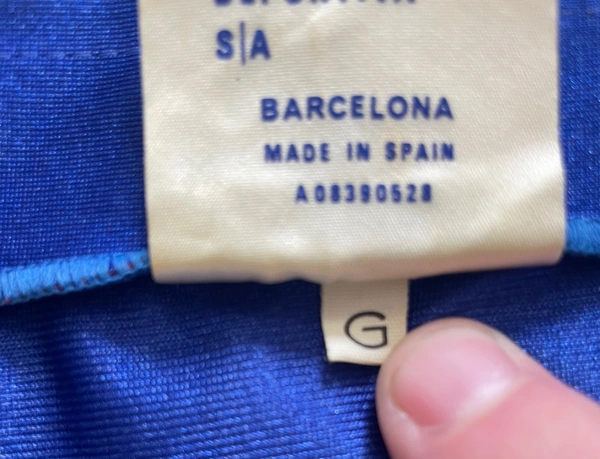 S|A
BARCELONA
MADE IN SPAIN
A08390528
G